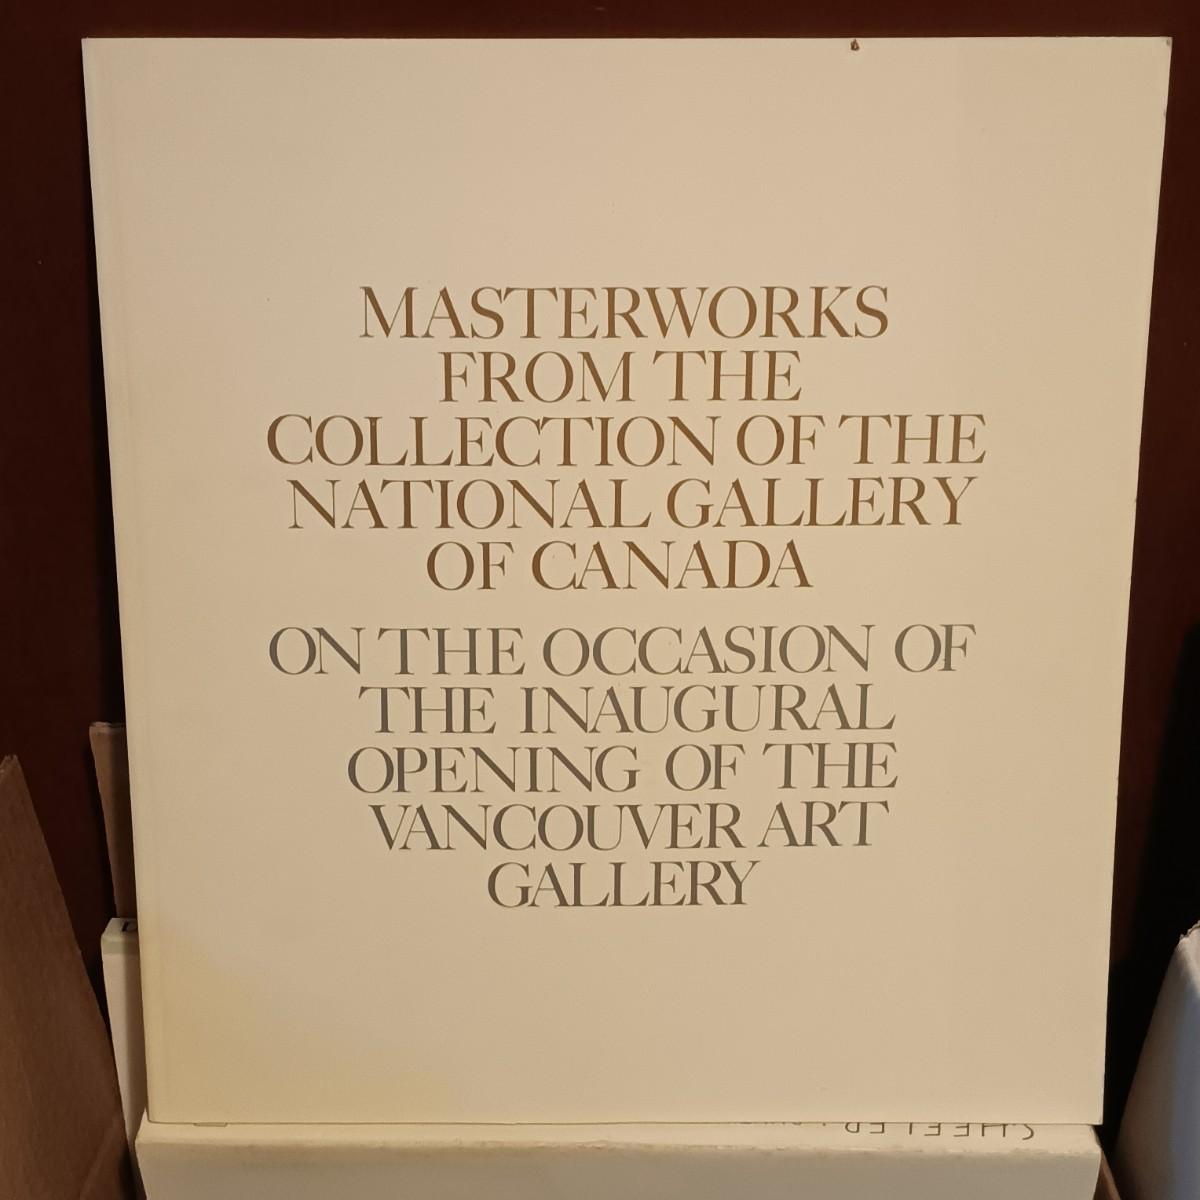 MASTERWORKS
FROM THE
COLLECTION OF THE
NATIONAL GALLERY
OF CANADA
ON THE OCCASION OF
THE INAUGURAL
OPENING OF THE
VANCOUVER ART
GALLERY
SHEELER